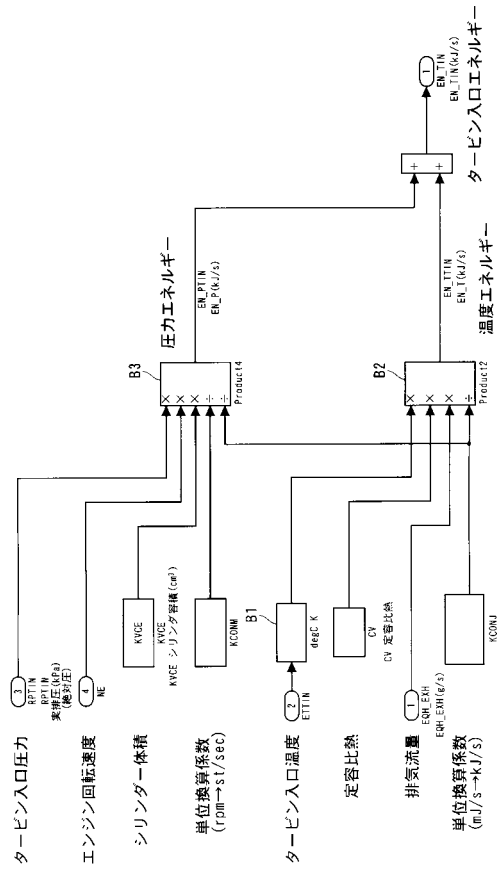 タービン入口圧力
3
RPTIN
RPTIN
実排圧(kPa)
(絶対圧)
エンジン回転速度
4
NE
シリンダー体積
KVCE
KVCE
KVCE シリンダ容積(cm³)
単位換算係数
(rpm→st/sec)
KCONM
B3
×
×
×
÷
÷
Product4
圧力エネルギー
EN_PTIN
EN_P(kJ/s)
タービン入口温度
2
ETTIN
B1
degC K
定容比熱
CV
CV 定容比熱
排気流量
1
EQH_EXH
EQH_EXH(g/s)
単位換算係数
(mJ/s→kJ/s)
KCONJ
B2
×
×
×
÷
Product2
温度エネルギー
EN_TTIN
EN_T(kJ/s)
+
+
1
EN_TIN
EN_TIN(kJ/s)
タービン入口エネルギー